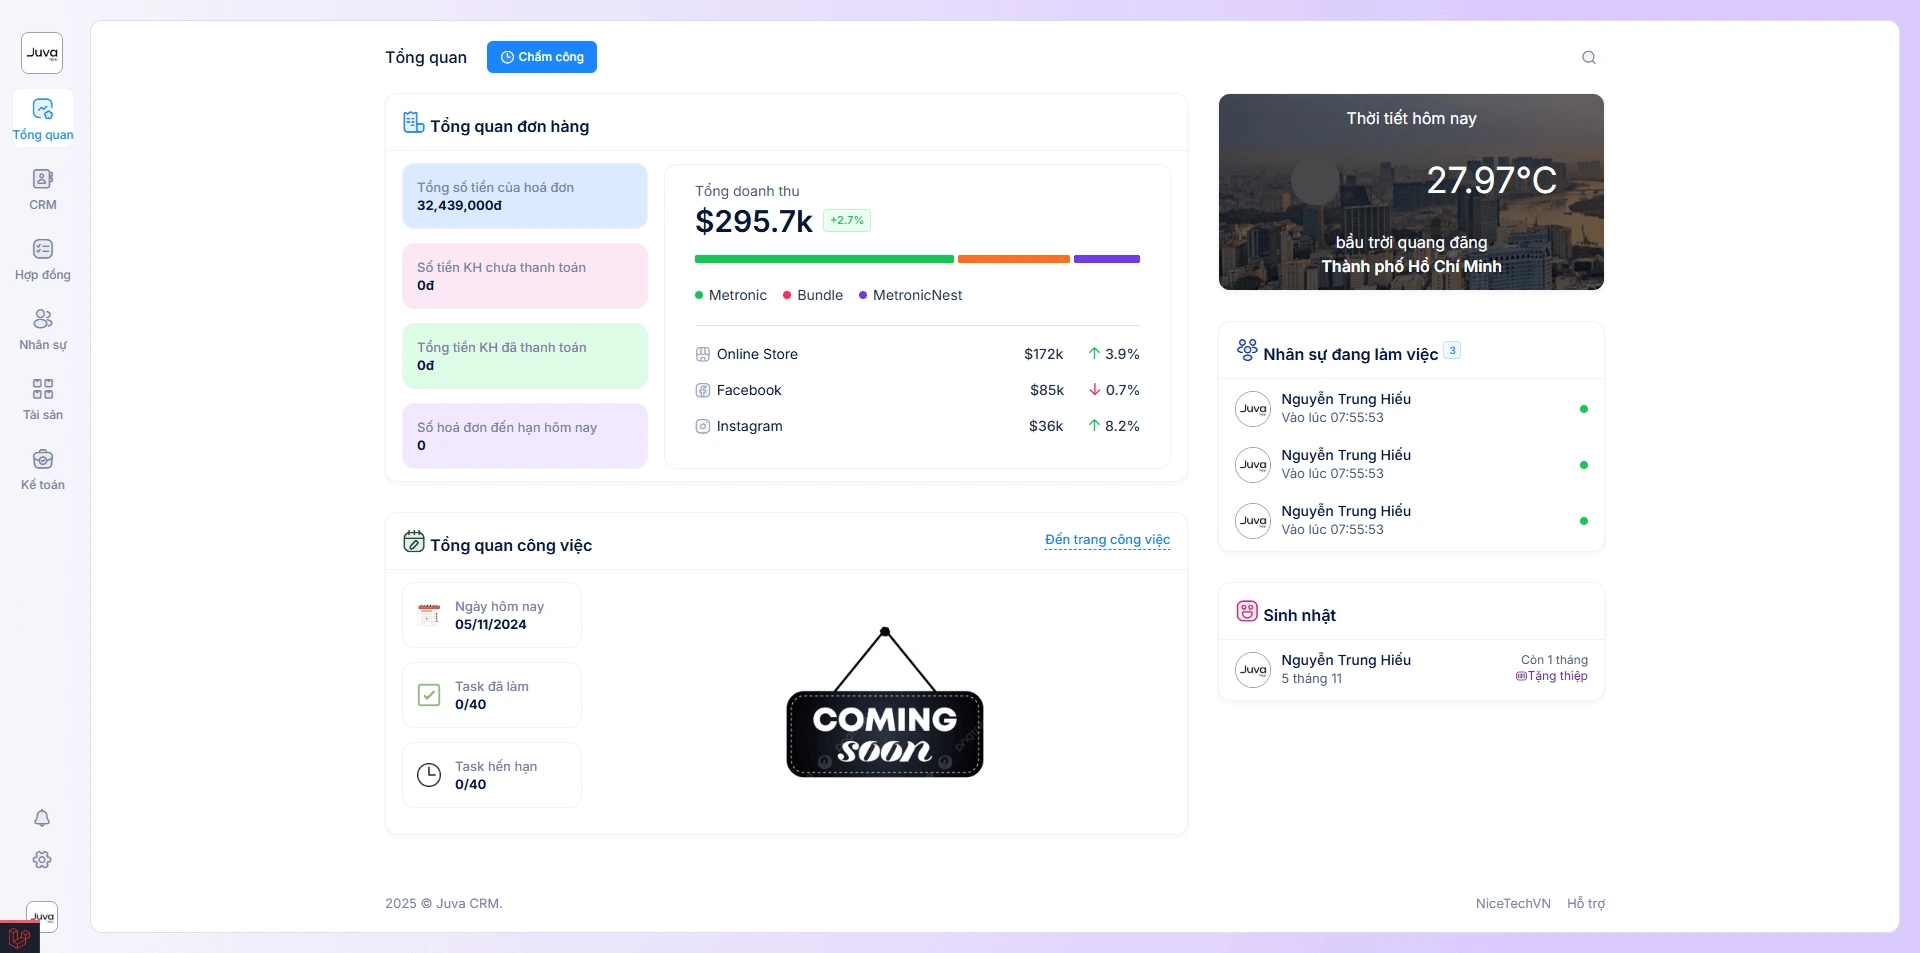 Juva
Tổng quan
CRM
Hợp đồng
Nhân sự
Tài sản
Kế toán
Juva
Tổng quan
Chấm công
Tổng quan đơn hàng
Tổng số tiền của hoá đơn
32,439,000đ
Số tiền KH chưa thanh toán
0đ
Tổng tiền KH đã thanh toán
0đ
Số hoá đơn đến hạn hôm nay
0
Tổng doanh thu
$295.7k +2.7%
Metronic Bundle MetronicNest
Online Store $172k 3.9%
Facebook $85k 0.7%
Instagram $36k 8.2%
Tổng quan công việc
Đến trang công việc
Ngày hôm nay
05/11/2024
Task đã làm
0/40
Task hến hạn
0/40
COMING
soon
Thời tiết hôm nay
27.97°C
bầu trời quang đãng
Thành phố Hồ Chí Minh
Nhân sự đang làm việc 3
Juva
Nguyễn Trung Hiếu
Vào lúc 07:55:53
Juva
Nguyễn Trung Hiếu
Vào lúc 07:55:53
Juva
Nguyễn Trung Hiếu
Vào lúc 07:55:53
Sinh nhật
Juva
Nguyễn Trung Hiếu
5 tháng 11
Còn 1 tháng
Tặng thiệp
2025 © Juva CRM.
NiceTechVN Hỗ trợ